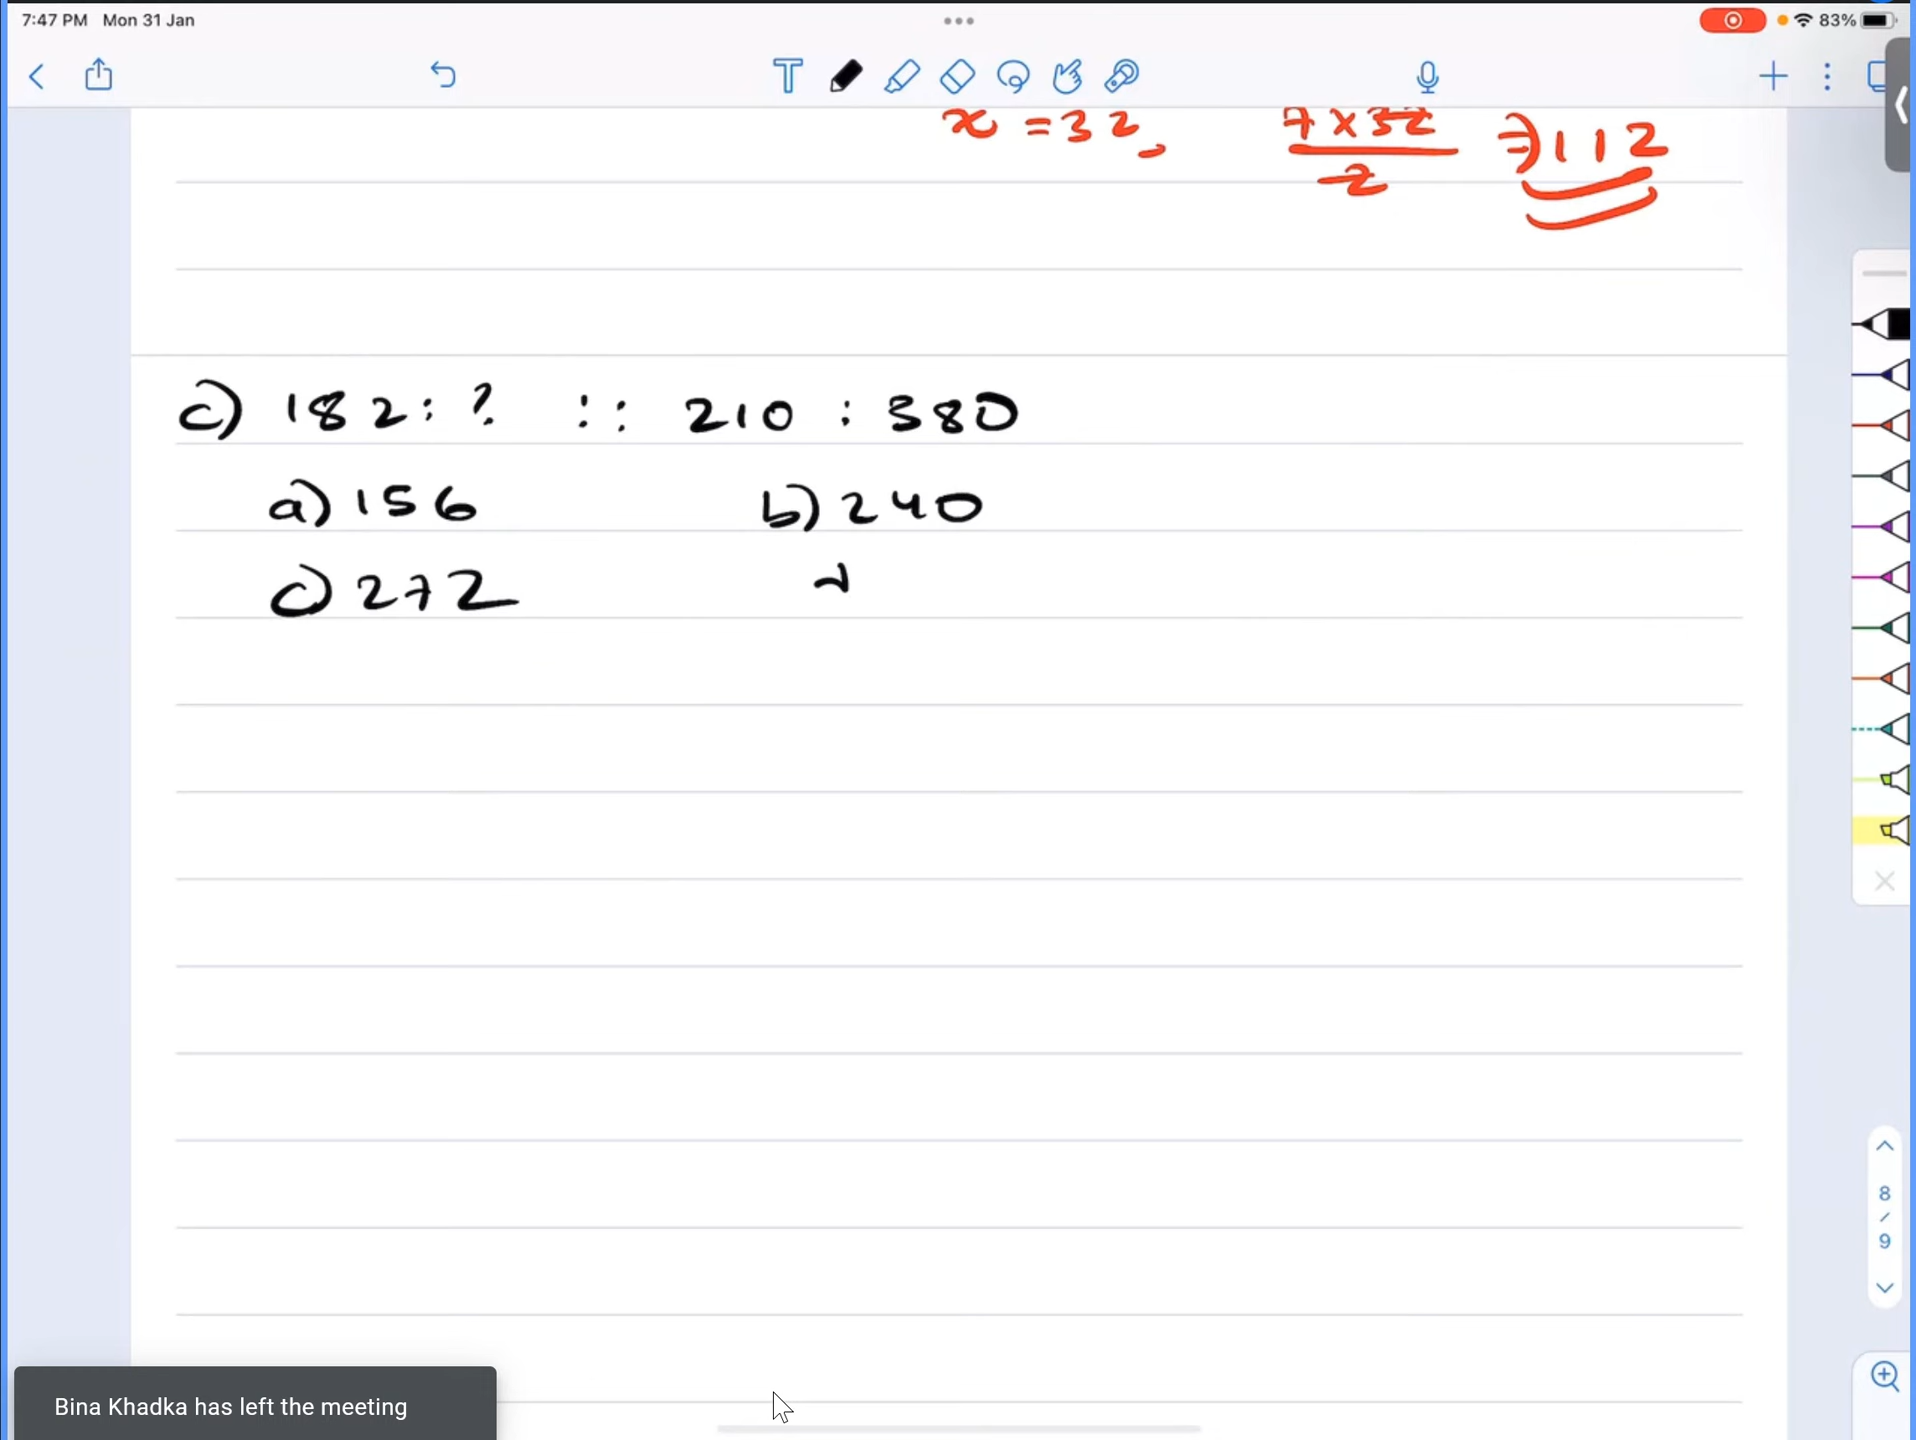 7:47 PM Mon 31 Jan
83%
x = 32,
7 x 32
2
112
c) 182 : ? :: 210 : 380
a) 156 b) 240
c) 272
8
/
9
Bina Khadka has left the meeting